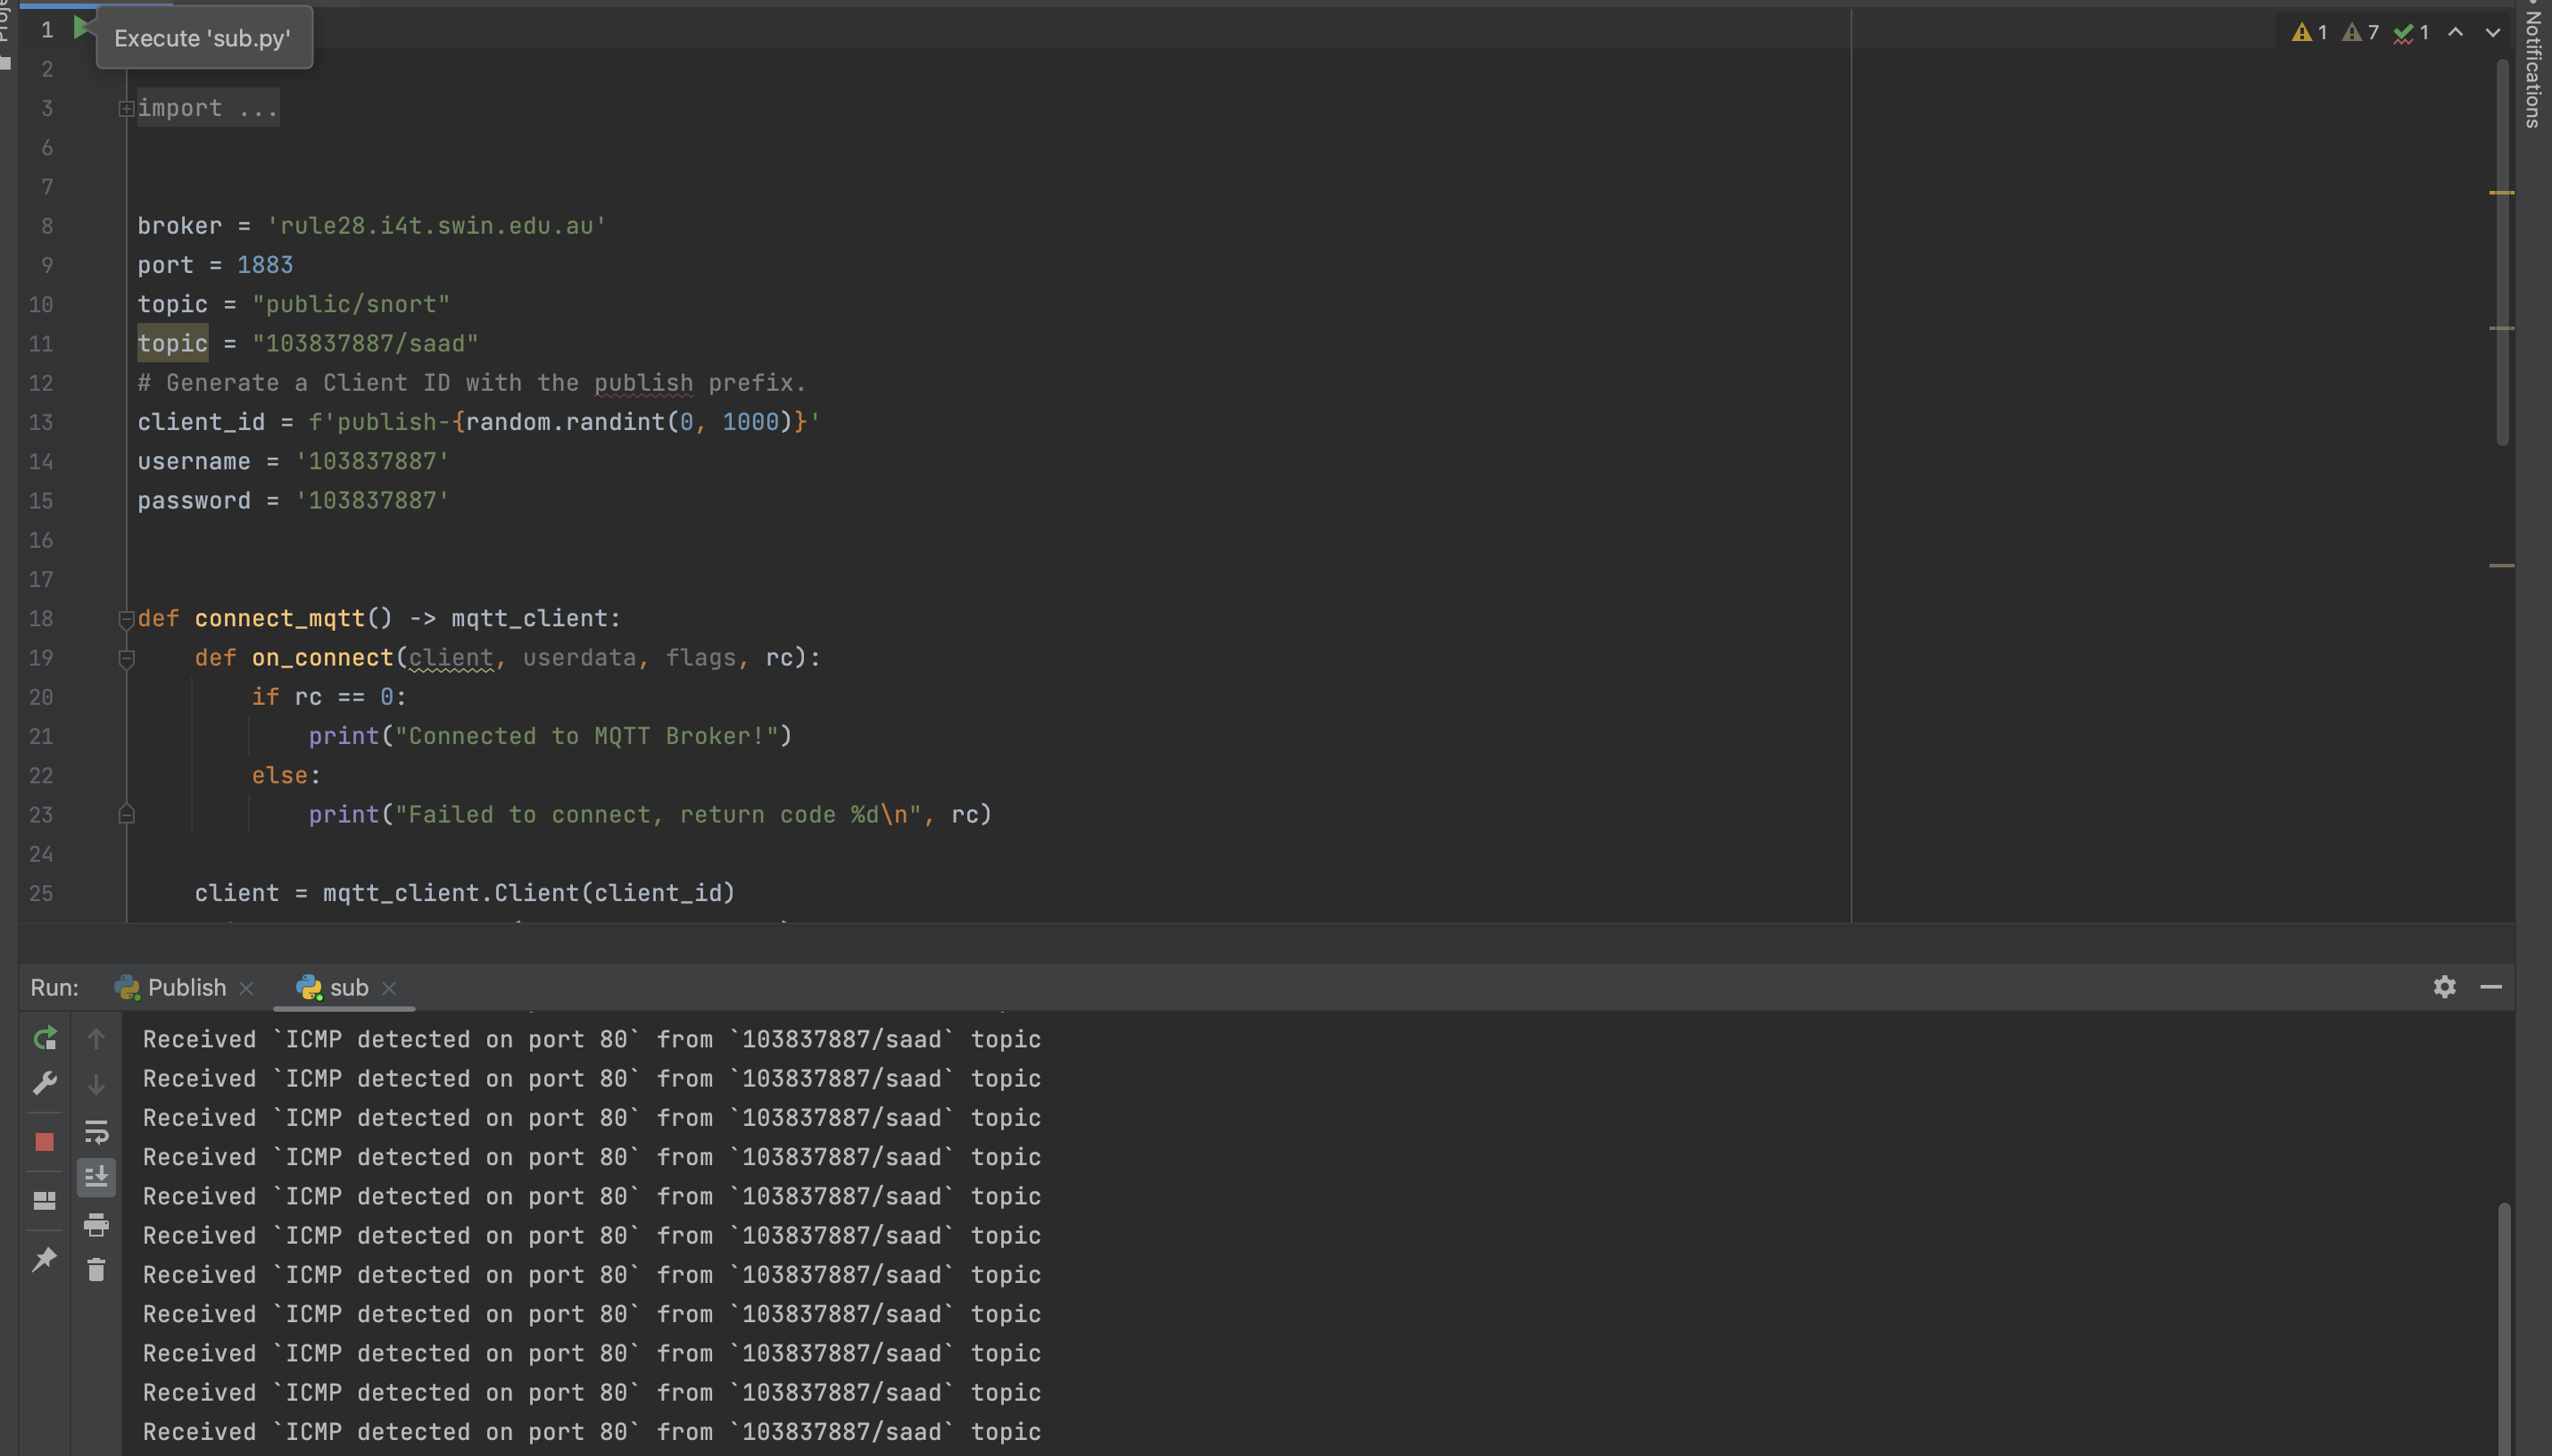 1
Execute 'sub.py'
1 7 1
Notifications
2
3 import ...
6
7
8 broker = 'rule28.i4t.swin.edu.au'
9 port = 1883
10 topic = "public/snort"
11 topic = "103837887/saad"
12 # Generate a Client ID with the publish prefix.
13 client_id = f'publish-{random.randint(0, 1000)}'
14 username = '103837887'
15 password = '103837887'
16
17
18 def connect_mqtt() -> mqtt_client:
19 def on_connect(client, userdata, flags, rc):
20 if rc == 0:
21 print("Connected to MQTT Broker!")
22 else:
23 print("Failed to connect, return code %d\n", rc)
24
25 client = mqtt_client.Client(client_id)
Run: Publish sub
Received `ICMP detected on port 80` from `103837887/saad` topic
Received `ICMP detected on port 80` from `103837887/saad` topic
Received `ICMP detected on port 80` from `103837887/saad` topic
Received `ICMP detected on port 80` from `103837887/saad` topic
Received `ICMP detected on port 80` from `103837887/saad` topic
Received `ICMP detected on port 80` from `103837887/saad` topic
Received `ICMP detected on port 80` from `103837887/saad` topic
Received `ICMP detected on port 80` from `103837887/saad` topic
Received `ICMP detected on port 80` from `103837887/saad` topic
Received `ICMP detected on port 80` from `103837887/saad` topic
Received `ICMP detected on port 80` from `103837887/saad` topic